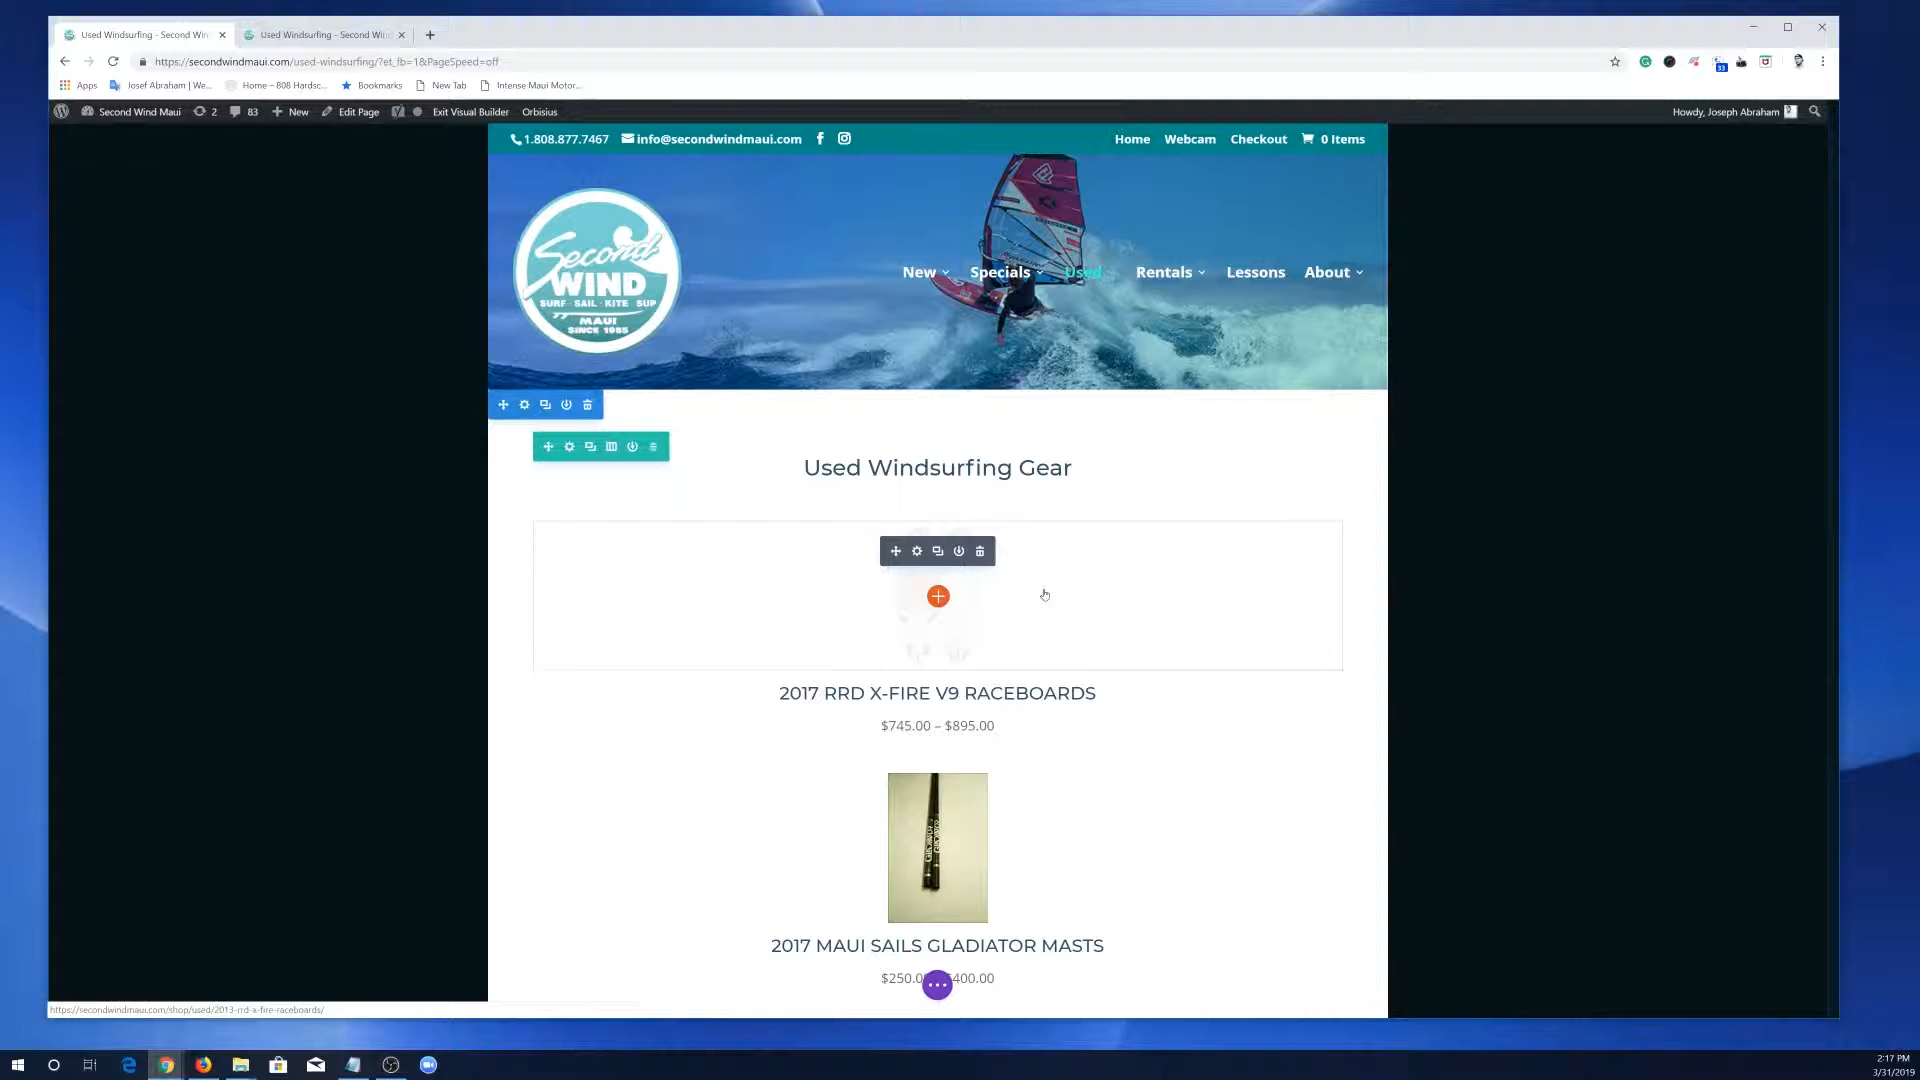 Used Windsurfing - Second Win
Used Windsurfing - Second Win
https://secondwindmaui.com/used-windsurfing/?et_fb=1&PageSpeed=off
Apps
Josef Abraham | We...
Home – 808 Hardsc...
Bookmarks
New Tab
Intense Maui Motor...
33
Second Wind Maui
2
83
New
Edit Page
Exit Visual Builder
Orbisius
Howdy, Joseph Abraham
1.808.877.7467
info@secondwindmaui.com
Home
Webcam
Checkout
0 Items
Second
WIND
SURF · SAIL · KITE · SUP
MAUI
SINCE 1985
New
Specials
Used
Rentals
Lessons
About
Used Windsurfing Gear
2017 RRD X-FIRE V9 RACEBOARDS
$745.00 – $895.00
2017 MAUI SAILS GLADIATOR MASTS
$250.0 400.00
https://secondwindmaui.com/shop/used/2013-rrd-x-fire-raceboards/
2:17 PM
3/31/2019